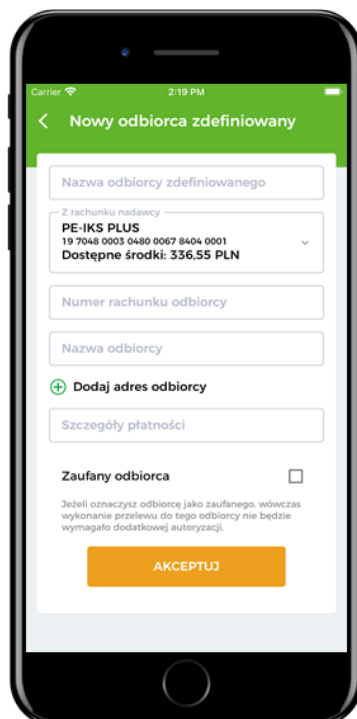 Carrier 2:19 PM
Nowy odbiorca zdefiniowany
Nazwa odbiorcy zdefiniowanego
Z rachunku nadawcy
PE-IKS PLUS
19 7048 0003 0480 0067 8404 0001
Dostępne środki: 336,55 PLN
Numer rachunku odbiorcy
Nazwa odbiorcy
Dodaj adres odbiorcy
Szczegóły płatności
Zaufany odbiorca
Jeżeli oznaczysz odbiorcę jako zaufanego, wówczas
wykonanie przelewu do tego odbiorcy nie będzie
wymagało dodatkowej autoryzacji.
AKCEPTUJ